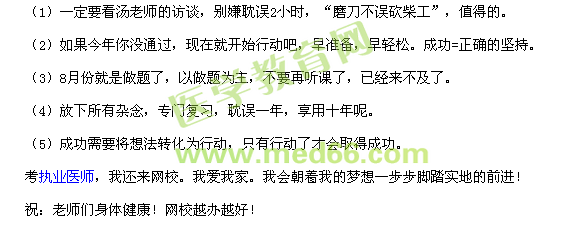 （1）一定要看汤老师的访谈，别嫌耽误2小时，“磨刀不误砍柴工”，值得的。
（2）如果今年你没通过，现在就开始行动吧，早准备，早轻松。成功=正确的坚持。
（3）8月份就是做题了，以做题为主，不要再听课了，已经来不及了。
（4）放下所有杂念，专门复习，耽误一年，享用十年呢。
（5）成功需要将想法转化为行动，只有行动了才会取得成功。
考执业医师，我还来网校。我爱我家。我会朝着我的梦想一步步脚踏实地的前进！
祝：老师们身体健康！网校越办越好！
医学教育网
www.med66.com